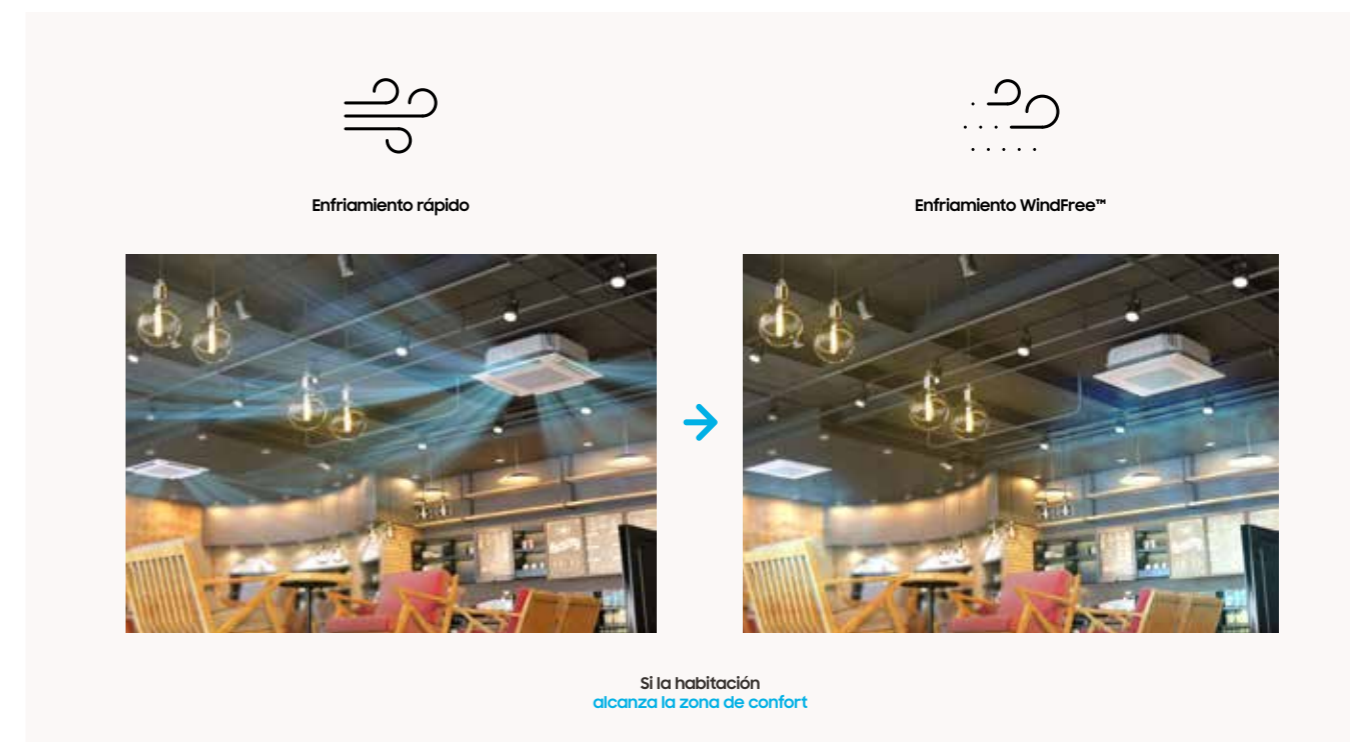 Enfriamiento rápido
Enfriamiento WindFree™
Si la habitación
alcanza la zona de confort